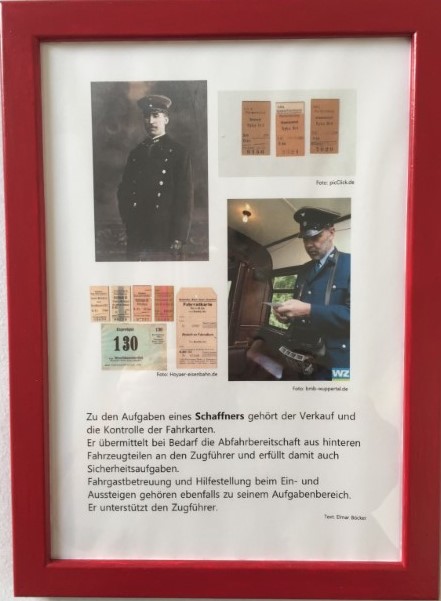 Foto: picClick.de
130
Fahrradkarte
WZ
Foto: Hoyaer-eisenbahn.de
Foto: bmb-wuppertal.de
Zu den Aufgaben eines Schaffners gehört der Verkauf und
die Kontrolle der Fahrkarten.
Er übermittelt bei Bedarf die Abfahrbereitschaft aus hinteren
Fahrzeugteilen an den Zugführer und erfüllt damit auch
Sicherheitsaufgaben.
Fahrgastbetreuung und Hilfestellung beim Ein- und
Aussteigen gehören ebenfalls zu seinem Aufgabenbereich.
Er unterstützt den Zugführer.
Text: Elmar Böckel